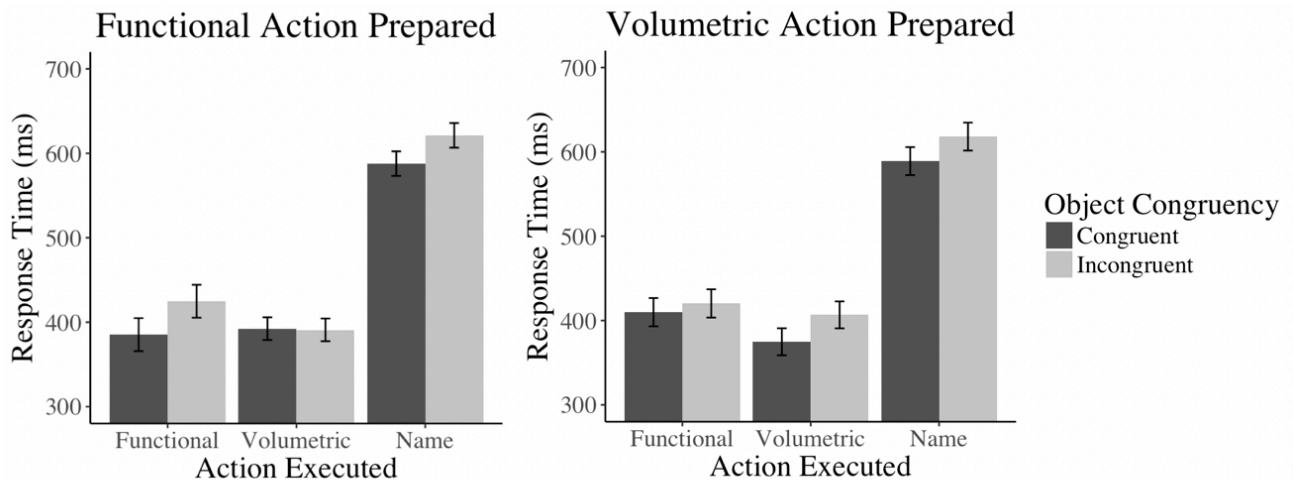 Functional Action Prepared
Response Time (ms)
700
600
500
400
300
Functional Volumetric Name
Action Executed
Volumetric Action Prepared
Response Time (ms)
700
600
500
400
300
Functional Volumetric Name
Action Executed
Object Congruency
Congruent
Incongruent